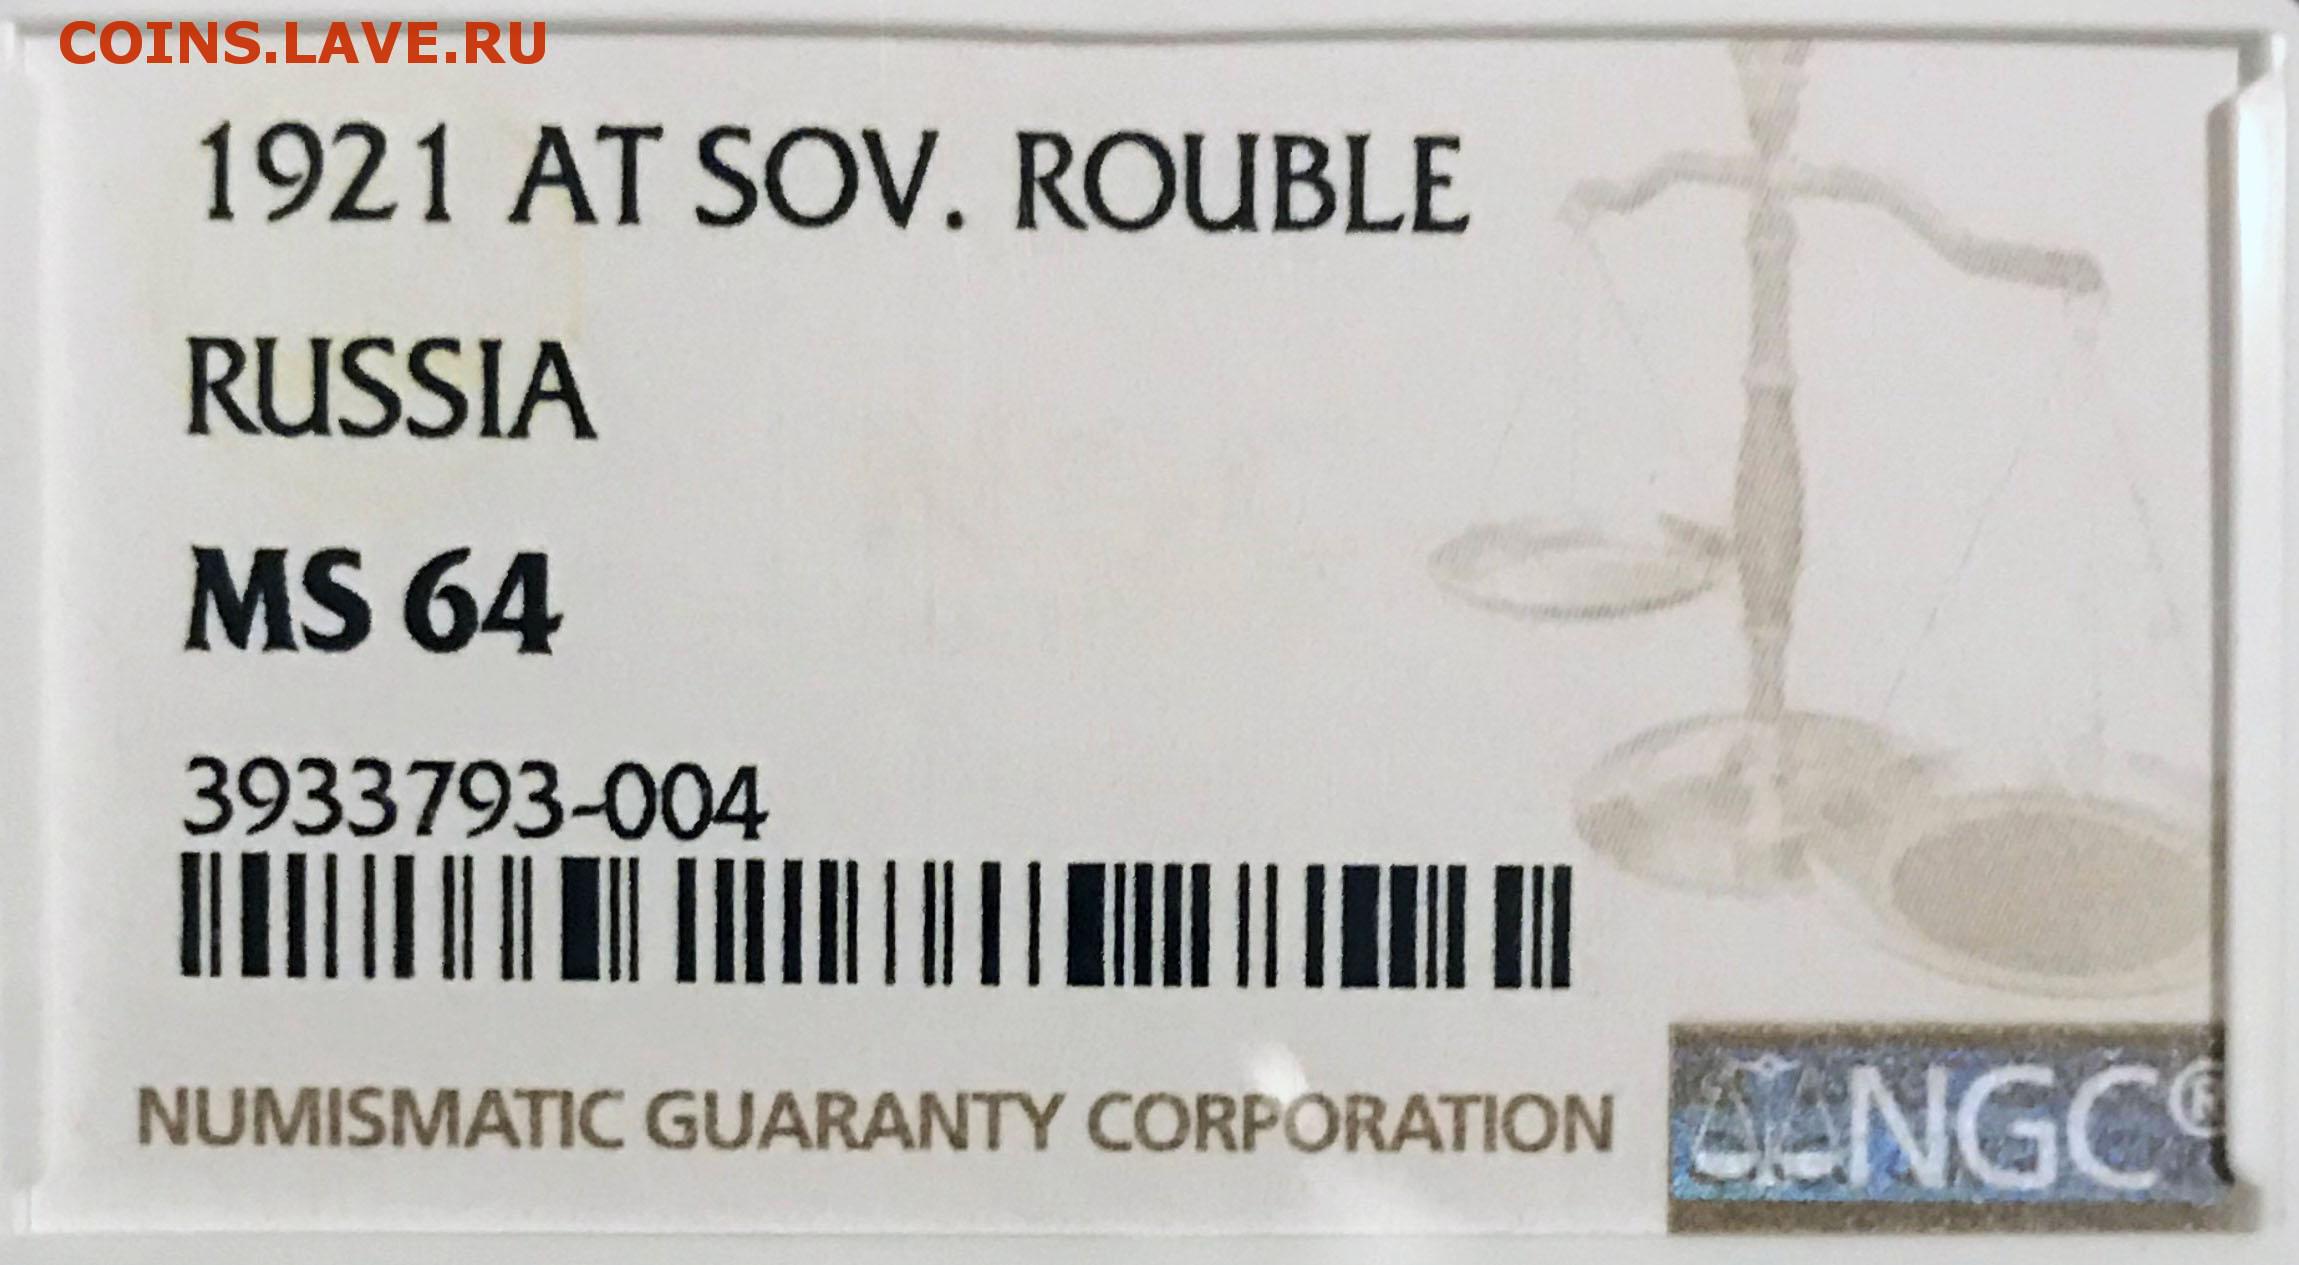 COINS.LAVE.RU
1921 AT SOV. ROUBLE
RUSSIA
MS 64
3933793-004
NUMISMATIC GUARANTY CORPORATION
NGC®